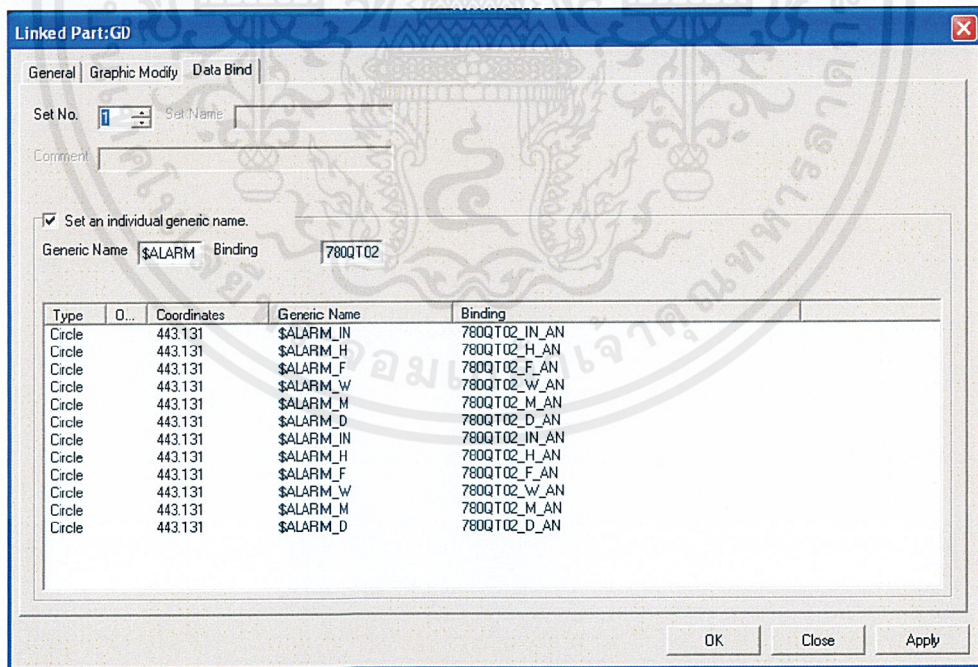 Linked Part:GD
General Graphic Modify Data Bind
Set No. 1 Set Name
Comment
Set an individual generic name.
Generic Name $ALARM Binding 780QT02
Type O... Coordinates Generic Name Binding
Circle 443.131 $ALARM_IN 780QT02_IN_AN
Circle 443.131 $ALARM_H 780QT02_H_AN
Circle 443.131 $ALARM_F 780QT02_F_AN
Circle 443.131 $ALARM_W 780QT02_W_AN
Circle 443.131 $ALARM_M 780QT02_M_AN
Circle 443.131 $ALARM_D 780QT02_D_AN
Circle 443.131 $ALARM_IN 780QT02_IN_AN
Circle 443.131 $ALARM_H 780QT02_H_AN
Circle 443.131 $ALARM_F 780QT02_F_AN
Circle 443.131 $ALARM_W 780QT02_W_AN
Circle 443.131 $ALARM_M 780QT02_M_AN
Circle 443.131 $ALARM_D 780QT02_D_AN
OK Close Apply